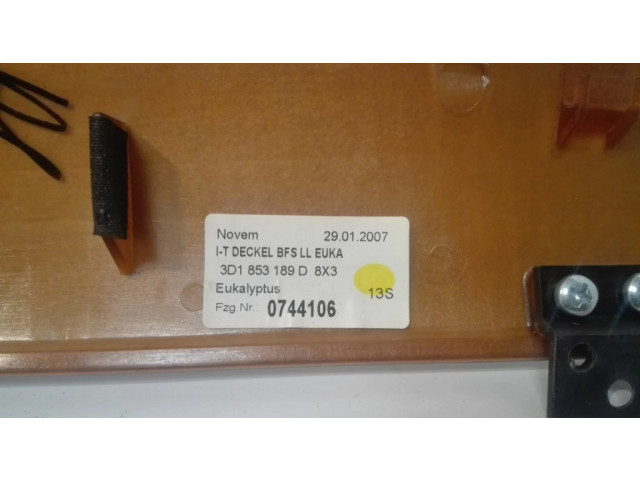 Novem 29.01.2007
I-T DECKEL BFS LL EUKA
3D1 853 189 D 8X3
Eukalyptus 13S
Fzg.Nr.: 0744106